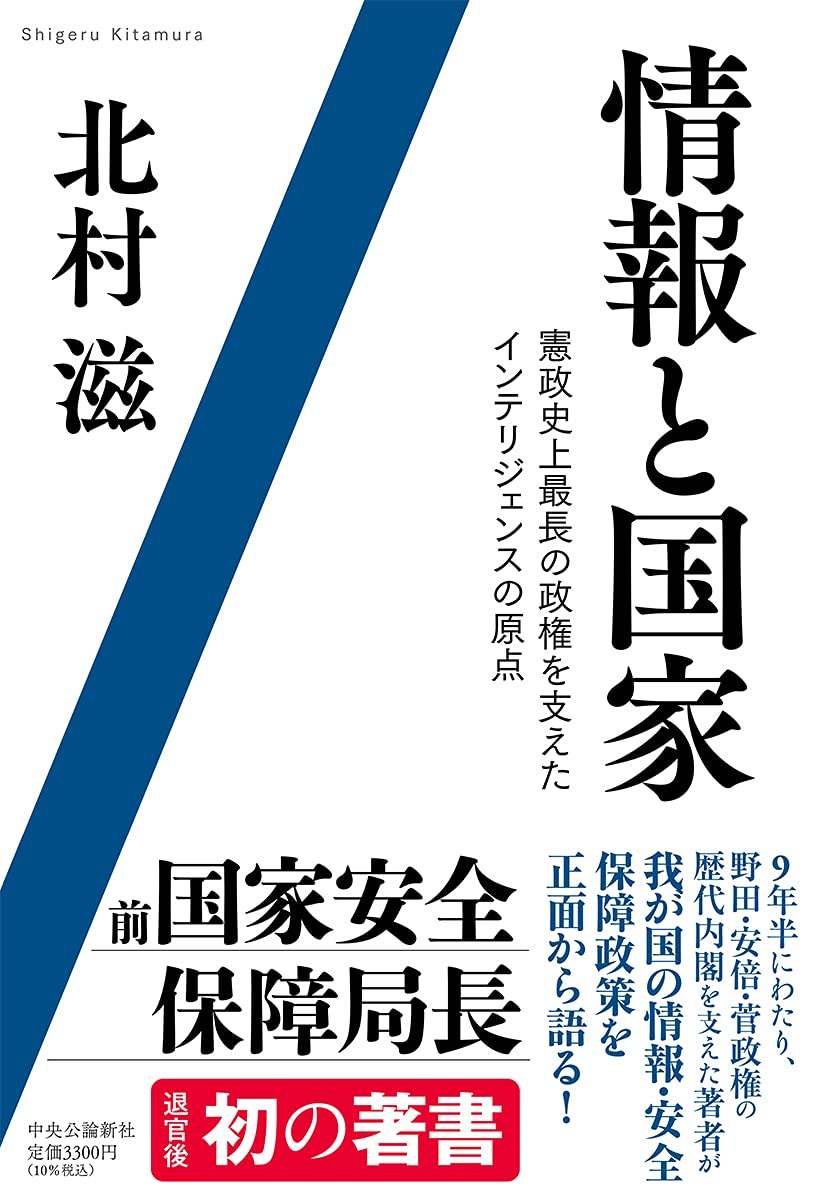 Shigeru Kitamura
情報と国家
憲政史上最長の政権を支えた
インテリジェンスの原点
北村 滋
9年半にわたり、
野田・安倍・菅政権の
歴代内閣を支えた著者が
我が国の情報・安全
保障政策を
正面から語る!
前国家安全
保障局長
退官後
初の著書
中央公論新社
定価3300円
(10%税込)